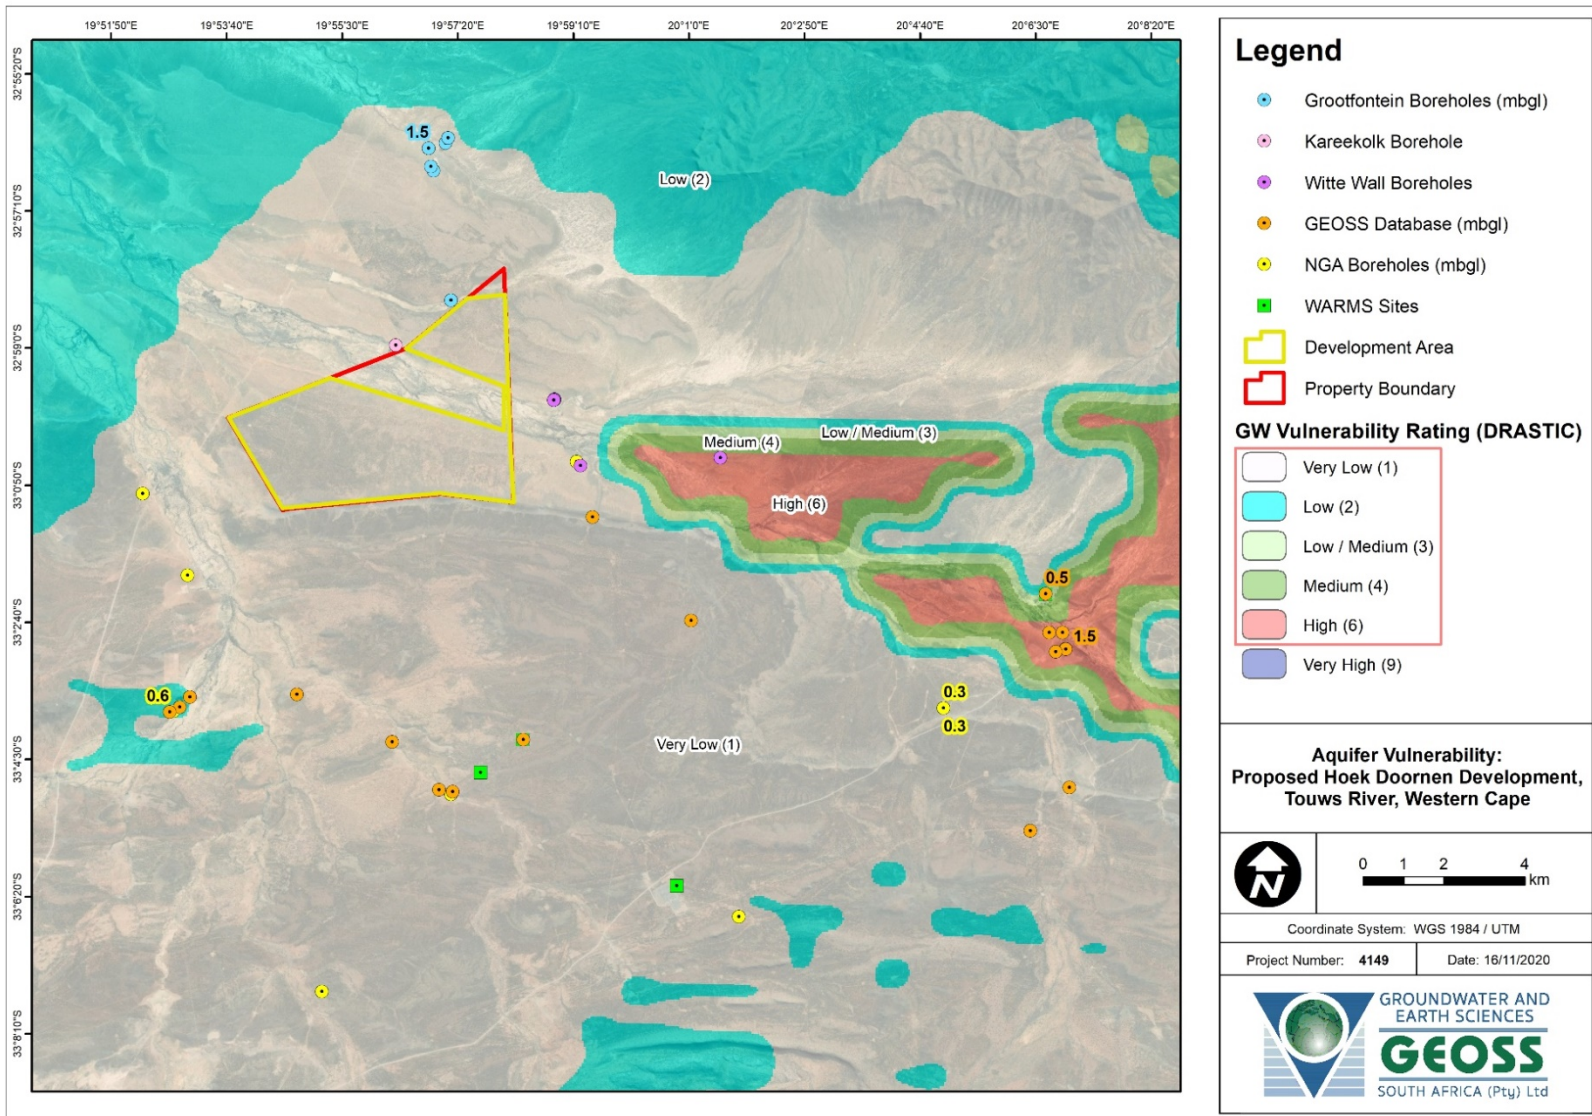 19°51'50"E 19°53'40"E 19°55'30"E 19°57'20"E 19°59'10"E 20°1'0"E 20°2'50"E 20°4'40"E 20°6'30"E 20°8'20"E
32°55'20"S
32°57'10"S
32°59'0"S
33°0'50"S
33°2'40"S
33°4'30"S
33°6'20"S
33°8'10"S
1.5
Low (2)
Low / Medium (3)
Medium (4)
High (6)
0.5
1.5
0.6
0.3
0.3
Very Low (1)
Legend
Grootfontein Boreholes (mbgl)
Kareekolk Borehole
Witte Wall Boreholes
GEOSS Database (mbgl)
NGA Boreholes (mbgl)
WARMS Sites
Development Area
Property Boundary
GW Vulnerability Rating (DRASTIC)
Very Low (1)
Low (2)
Low / Medium (3)
Medium (4)
High (6)
Very High (9)
Aquifer Vulnerability:
Proposed Hoek Doornen Development,
Touws River, Western Cape
N
0 1 2 4
km
Coordinate System: WGS 1984 / UTM
Project Number: 4149 Date: 16/11/2020
GROUNDWATER AND
EARTH SCIENCES
GEOSS
SOUTH AFRICA (Pty) Ltd